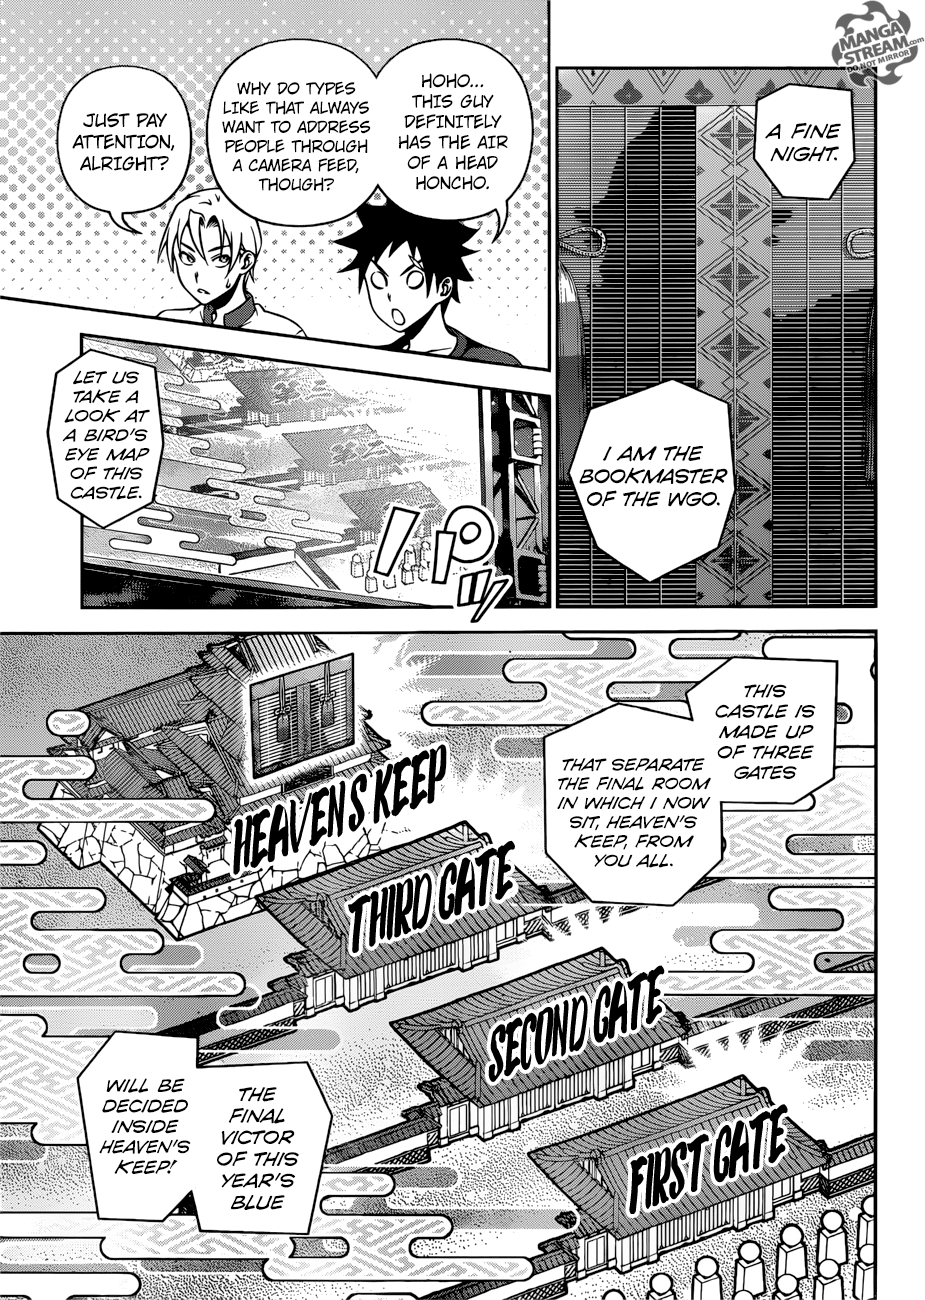 MANGA
STREAM.com
DO NOT MIRROR
A FINE
NIGHT.
I AM THE
BOOKMASTER
OF THE WGO.
HOHO...
THIS GUY
DEFINITELY
HAS THE AIR
OF A HEAD
HONCHO.
WHY DO TYPES
LIKE THAT ALWAYS
WANT TO ADDRESS
PEOPLE THROUGH
A CAMERA FEED,
THOUGH?
JUST PAY
ATTENTION,
ALRIGHT?
LET US
TAKE A
LOOK AT
A BIRD'S
EYE MAP
OF THIS
CASTLE.
パッ
THIS
CASTLE IS
MADE UP
OF THREE
GATES
THAT SEPARATE
THE FINAL ROOM
IN WHICH I NOW
SIT, HEAVEN'S
KEEP, FROM
YOU ALL.
HEAVENS KEEP
THIRD GATE
SECOND GATE
FIRST GATE
THE
FINAL
VICTOR
OF THIS
YEAR'S
BLUE
WILL BE
DECIDED
INSIDE
HEAVEN'S
KEEP!